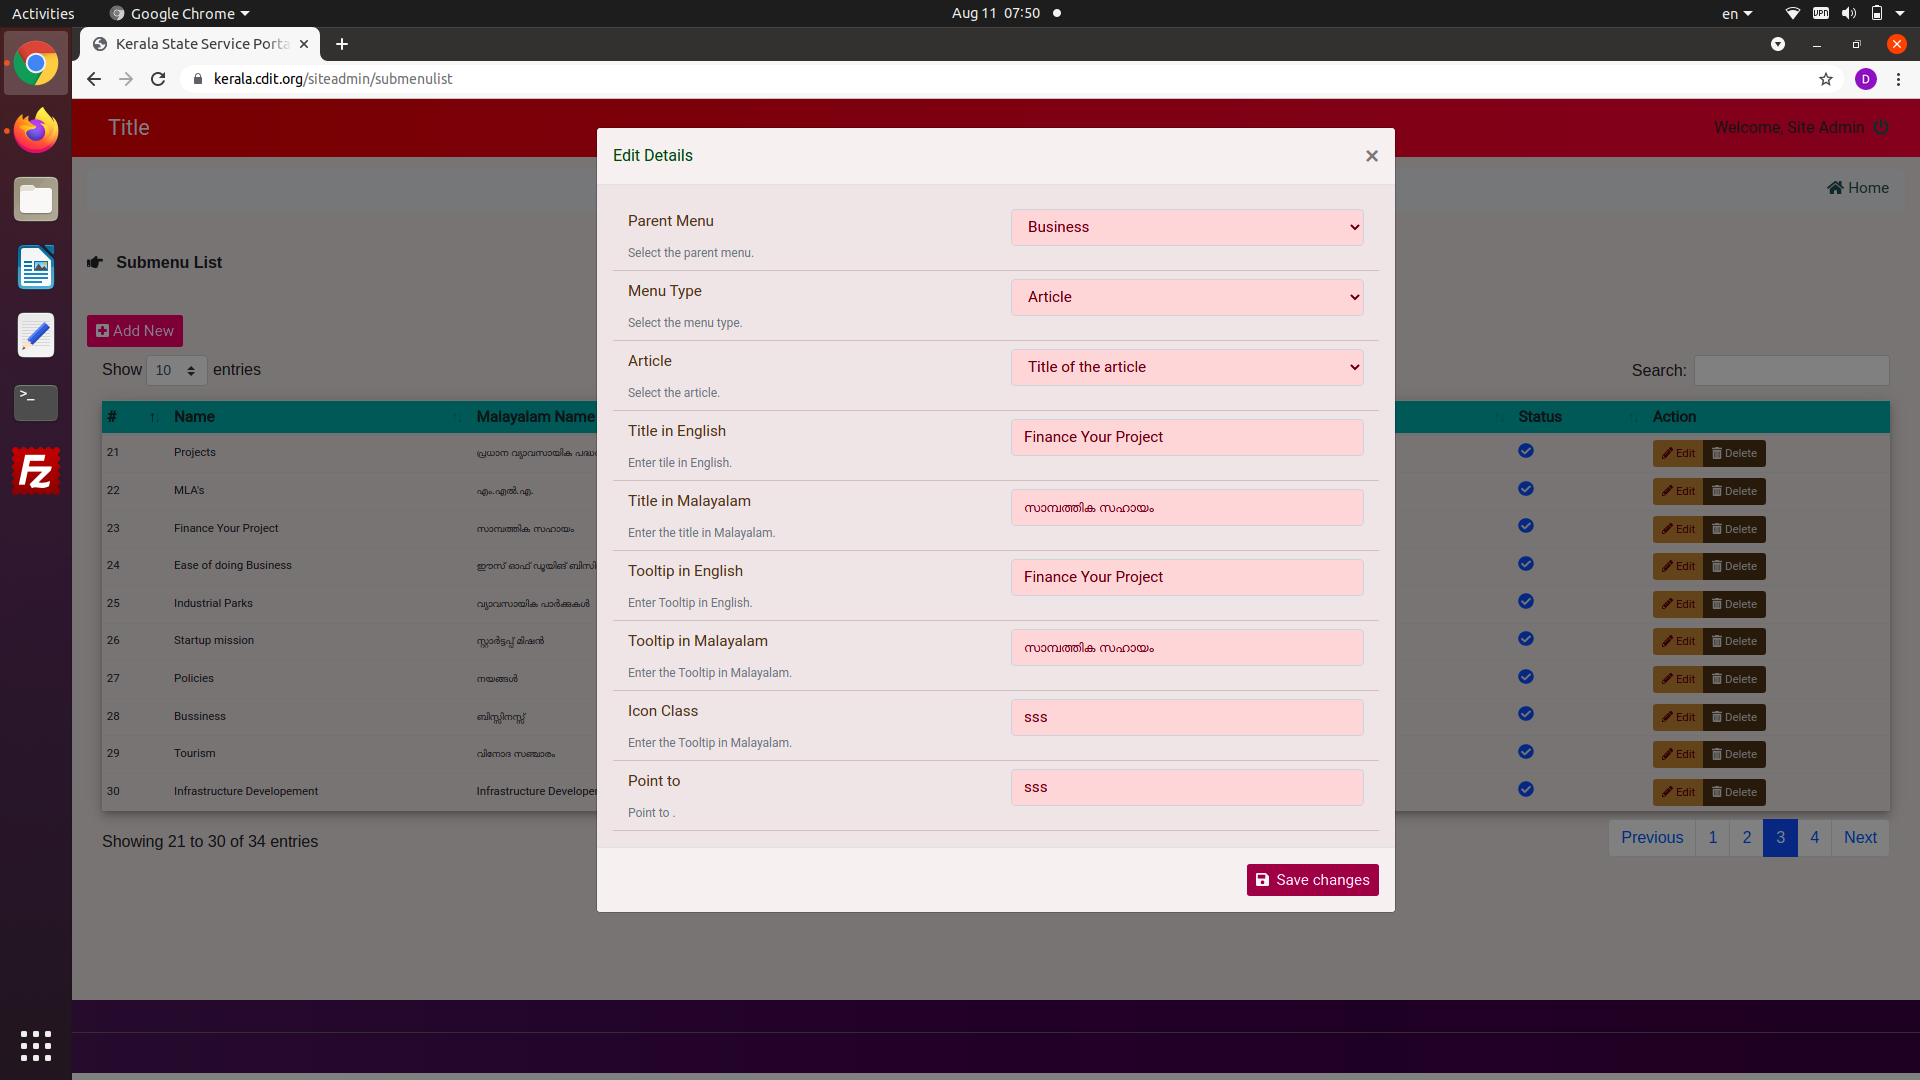 Activities
Google Chrome
Aug 11 07:50
en
VPN
Kerala State Service Porta
kerala.cdit.org/siteadmin/submenulist
D
Title
Welcome, Site Admin
Home
Submenu List
Add New
Show 10 entries
Search:
# Name Malayalam Name Status Action
21 Projects പ്രധാന വ്യാവസായിക Edit Delete
22 MLA's എം.എൽ.എ. Edit Delete
23 Finance Your Project സാമ്പത്തിക സഹായം Edit Delete
24 Ease of doing Business ഈസ് ഓഫ് ഡൂയിങ് ബിസി Edit Delete
25 Industrial Parks വ്യാവസായിക പാർക്കുകൾ Edit Delete
26 Startup mission സ്റ്റാർട്ടപ്പ് മിഷൻ Edit Delete
27 Policies നയങ്ങൾ Edit Delete
28 Bussiness ബിസ്സിനസ്സ് Edit Delete
29 Tourism വിനോദ സഞ്ചാരം Edit Delete
30 Infrastructure Developement Infrastructure Develope Edit Delete
Showing 21 to 30 of 34 entries
Previous 1 2 3 4 Next
Edit Details
×
Parent Menu
Business
Select the parent menu.
Menu Type
Article
Select the menu type.
Article
Title of the article
Select the article.
Title in English
Finance Your Project
Enter tile in English.
Title in Malayalam
സാമ്പത്തിക സഹായം
Enter the title in Malayalam.
Tooltip in English
Finance Your Project
Enter Tooltip in English.
Tooltip in Malayalam
സാമ്പത്തിക സഹായം
Enter the Tooltip in Malayalam.
Icon Class
sss
Enter the Tooltip in Malayalam.
Point to
sss
Point to .
Save changes